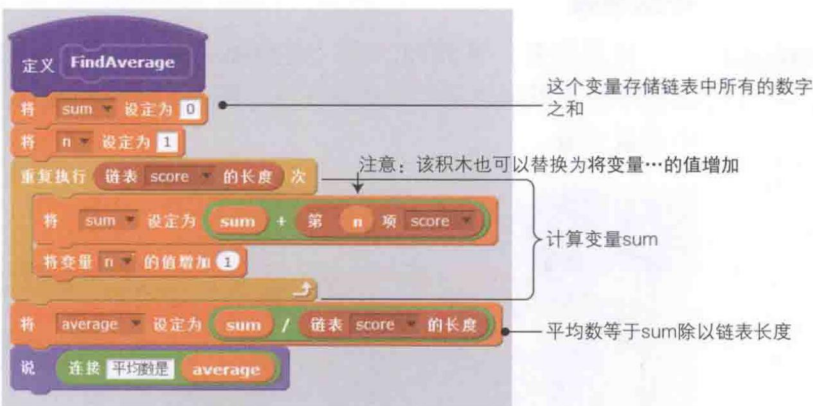 定义 FindAverage
将 sum 设定为 0
这个变量存储链表中所有的数字
之和
将 n 设定为 1
重复执行 链表 score 的长度 次
注意：该积木也可以替换为将变量…的值增加
将 sum 设定为 sum + 第 n 项 score
计算变量sum
将变量 n 的值增加 1
将 average 设定为 sum / 链表 score 的长度
平均数等于sum除以链表长度
说 连接 平均数是 average